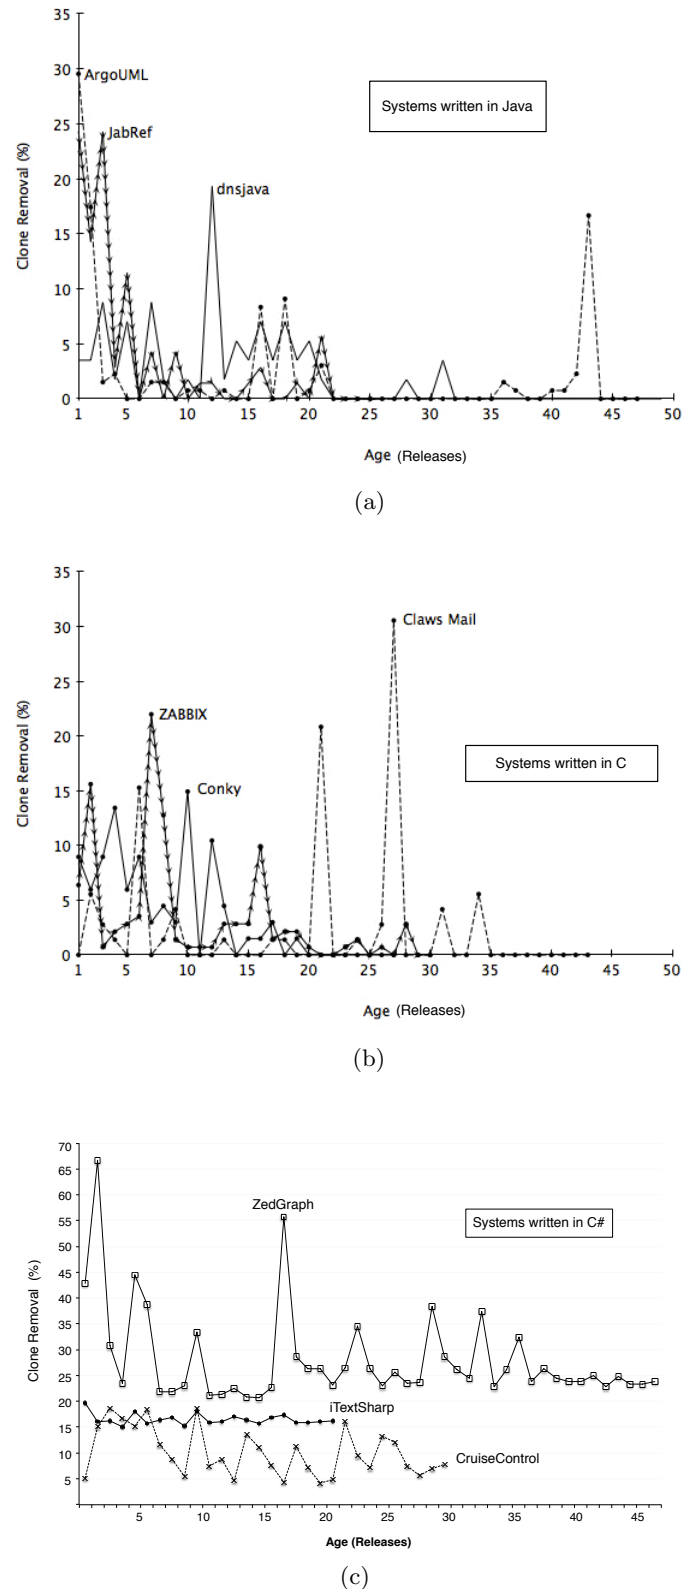 35
30
ArgoUML
Systems written in Java
25
JabRef
20
dnsjava
15
10
5
0
Clone Removal (%)
1 5 10 15 20 25 30 35 40 45 50
Age (Releases)
(a)
35
30
Claws Mail
25
ZABBIX
20
Systems written in C
15
Conky
10
5
0
Clone Removal (%)
1 5 10 15 20 25 30 35 40 45 50
Age (Releases)
(b)
70
65
60
ZedGraph
Systems written in C#
55
50
45
40
35
30
25
20
iTextSharp
15
10
CruiseControl
5
Clone Removal (%)
5 10 15 20 25 30 35 40 45
Age (Releases)
(c)